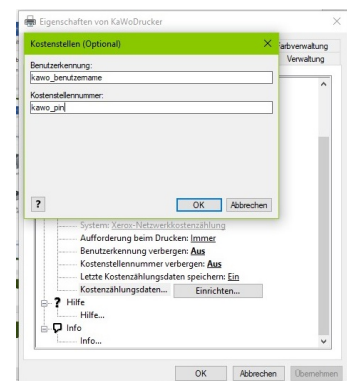 Eigenschaften von KaWoDrucker
Kostenstellen (Optional)
arbverwaltung
Verwaltung
Benutzerkennung:
kawo_benutzername
Kostenstellennummer:
kawo_pin
?
OK Abbrechen
System: Xerox-Netzwerkkostenzählung
Aufforderung beim Drucken: Immer
Benutzerkennung verbergen: Aus
Kostenstellennummer verbergen: Aus
Letzte Kostenzählungsdaten speichern: Ein
Kostenzählungsdaten... Einrichten...
? Hilfe
Hilfe...
Info
Info...
OK Abbrechen Übernehmen